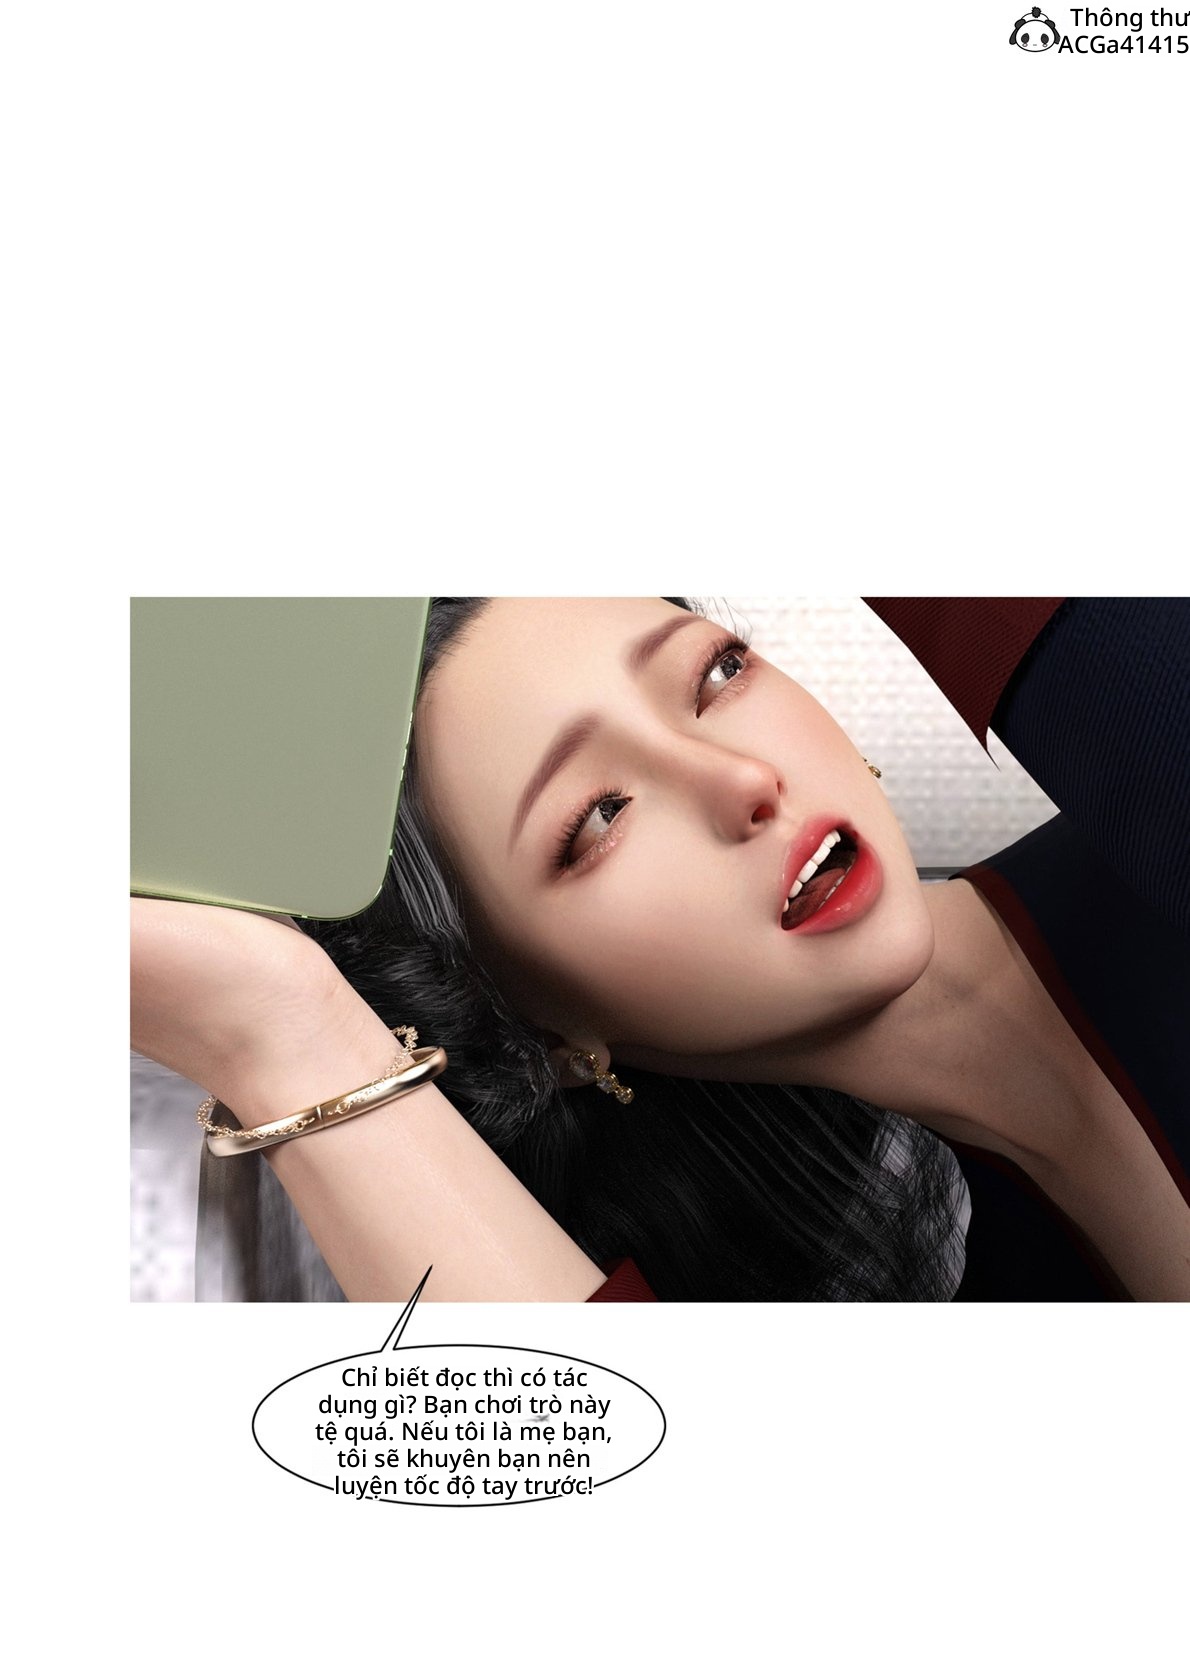 Thông thư
ACGa41415
Chỉ biết đọc thì có tác
dụng gì? Bạn chơi trò này
tệ quá. Nếu tôi là mẹ bạn,
tôi sẽ khuyên bạn nên
luyện tốc độ tay trước!